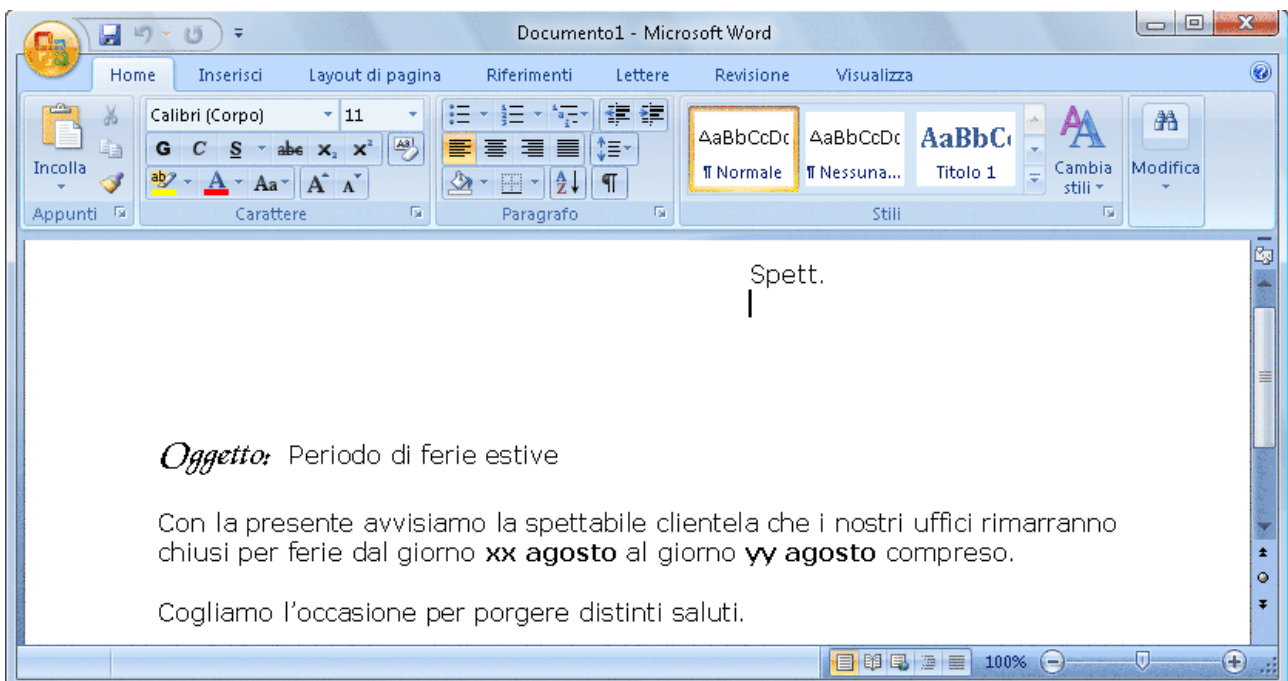 Documento1 - Microsoft Word
Home Inserisci Layout di pagina Riferimenti Lettere Revisione Visualizza
Incolla
Calibri (Corpo) 11
G C S abc x₂ x²
ab A Aa A A
A Z
AaBbCcDc AaBbCcDc AaBbC
¶ Normale ¶ Nessuna... Titolo 1
Cambia stili
Modifica
Appunti Carattere Paragrafo Stili
Spett.
Oggetto: Periodo di ferie estive
Con la presente avvisiamo la spettabile clientela che i nostri uffici rimarranno
chiusi per ferie dal giorno xx agosto al giorno yy agosto compreso.
Cogliamo l'occasione per porgere distinti saluti.
100%